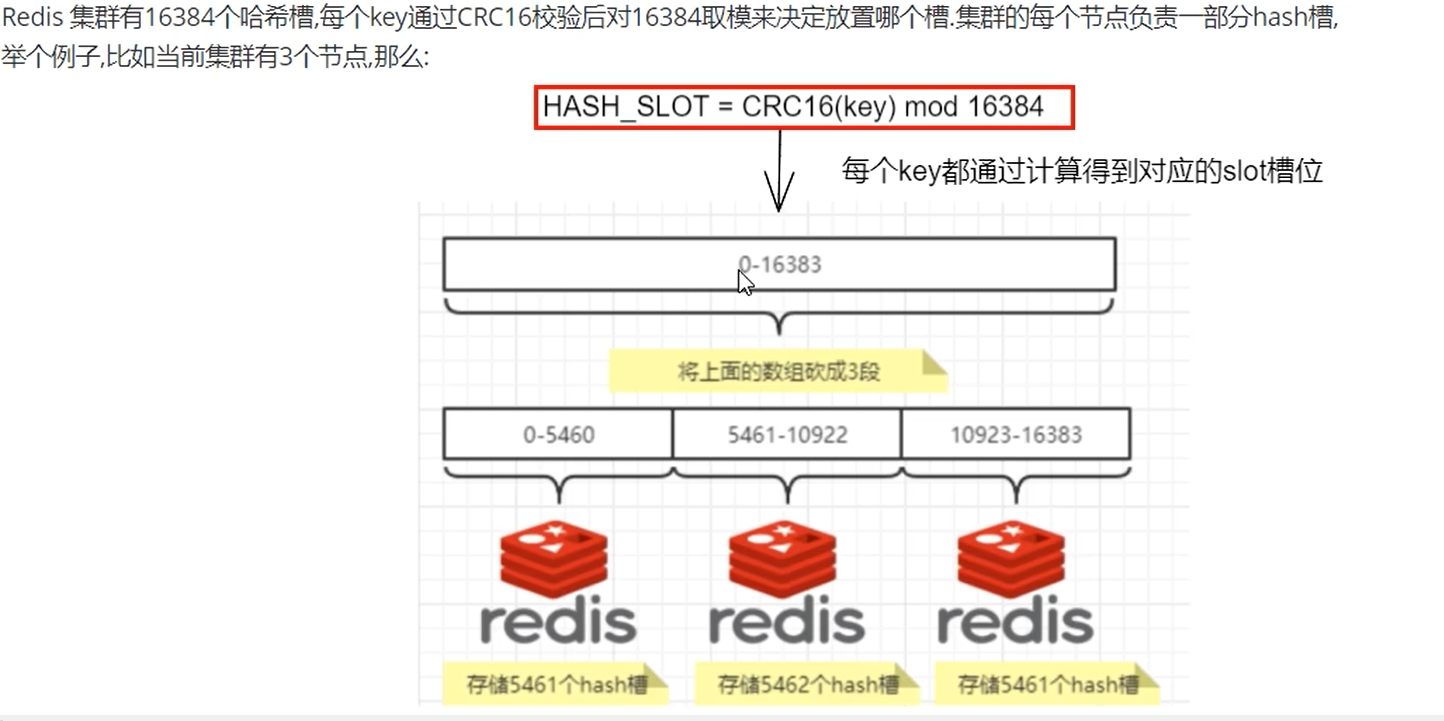 Redis 集群有16384个哈希槽,每个key通过CRC16校验后对16384取模来决定放置哪个槽.集群的每个节点负责一部分hash槽,
举个例子,比如当前集群有3个节点,那么:
HASH_SLOT = CRC16(key) mod 16384
每个key都通过计算得到对应的slot槽位
0-16383
将上面的数组砍成3段
0-5460
5461-10922
10923-16383
redis
redis
redis
存储5461个hash槽
存储5462个hash槽
存储5461个hash槽